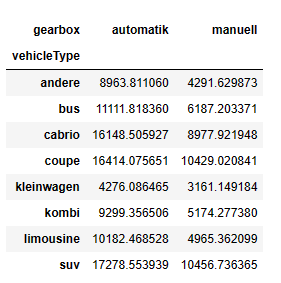 gearbox automatik manuell
vehicleType
andere 8963.811060 4291.629873
bus 11111.818360 6187.203371
cabrio 16148.505927 8977.921948
coupe 16414.075651 10429.020841
kleinwagen 4276.086465 3161.149184
kombi 9299.356506 5174.277380
limousine 10182.468528 4965.362099
suv 17278.553939 10456.736365